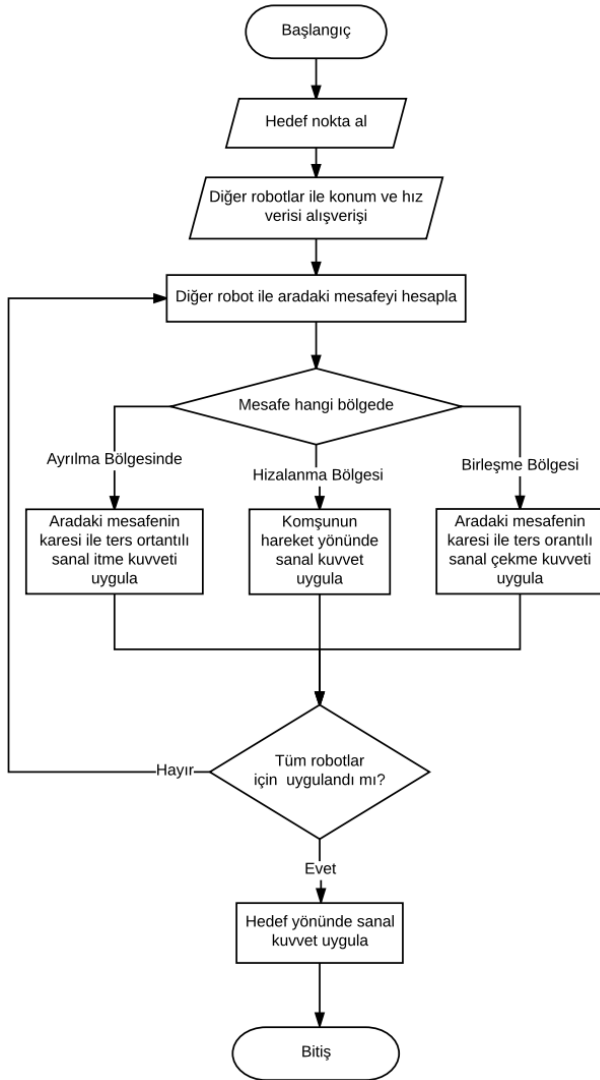 Başlangıç
Hedef nokta al
Diğer robotlar ile konum ve hız
verisi alışverişi
Diğer robot ile aradaki mesafeyi hesapla
Mesafe hangi bölgede
Ayrılma Bölgesinde
Hizalanma Bölgesi
Birleşme Bölgesi
Aradaki mesafenin
karesi ile ters ortantılı
sanal itme kuvveti
uygula
Komşunun
hareket yönünde
sanal kuvvet
uygula
Aradaki mesafenin
karesi ile ters orantılı
sanal çekme kuvveti
uygula
Tüm robotlar
için uygulandı mı?
Hayır
Evet
Hedef yönünde sanal
kuvvet uygula
Bitiş